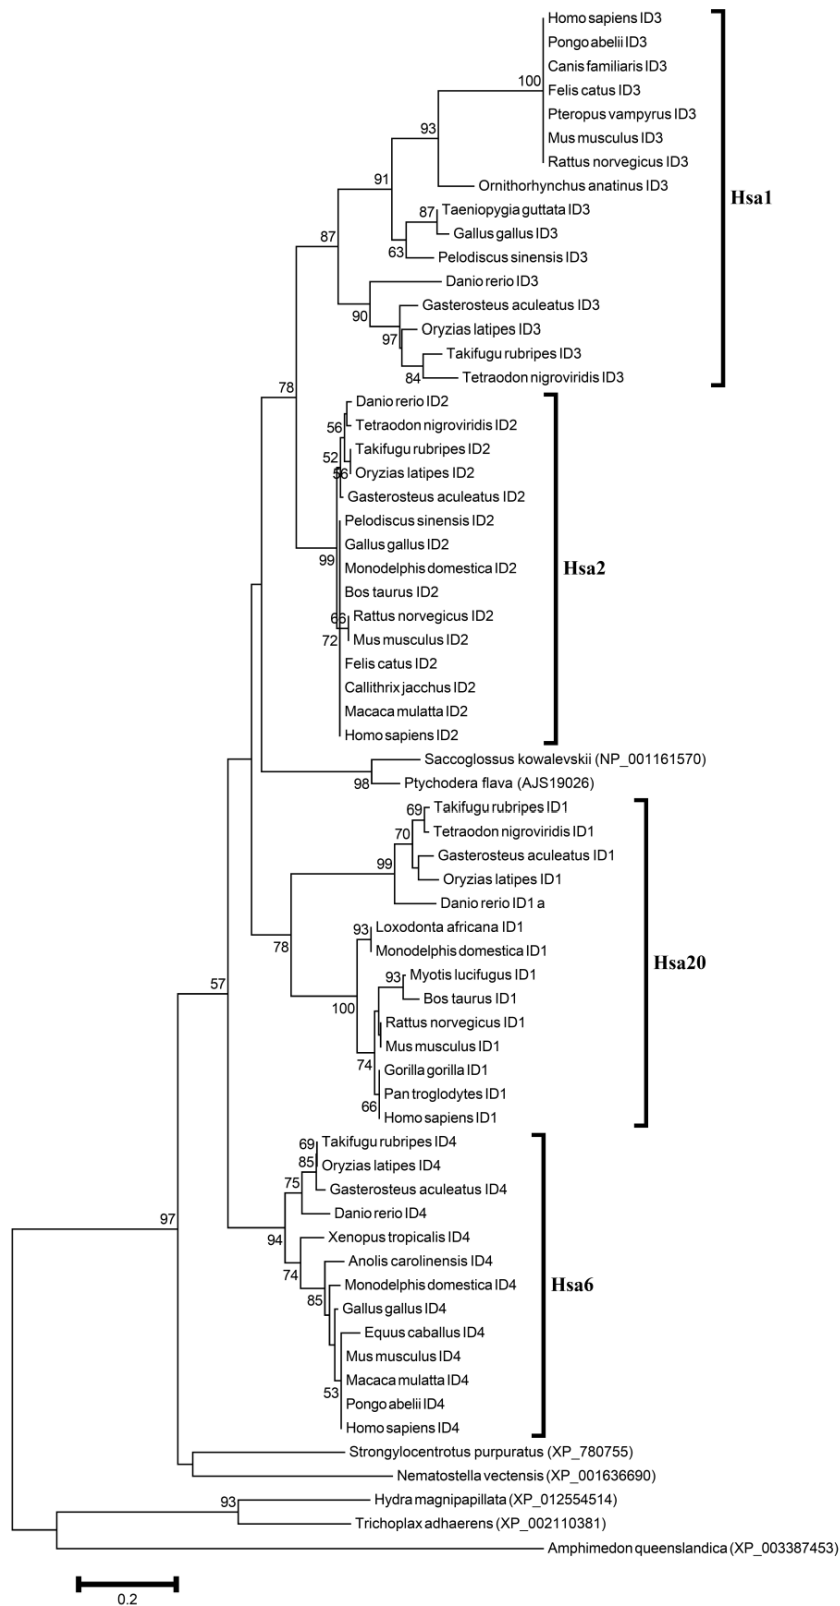 Homo sapiens ID3
Pongo abelii ID3
Canis familiaris ID3
100
Felis catus ID3
Pteropus vampyrus ID3
93
Mus musculus ID3
Rattus norvegicus ID3
91
Ornithorhynchus anatinus ID3
Hsa1
87
Taeniopygia guttata ID3
87
Gallus gallus ID3
63
Pelodiscus sinensis ID3
Danio rerio ID3
90
Gasterosteus aculeatus ID3
97
Oryzias latipes ID3
Takifugu rubripes ID3
84
Tetraodon nigroviridis ID3
78
Danio rerio ID2
56
Tetraodon nigroviridis ID2
52
Takifugu rubripes ID2
56
Oryzias latipes ID2
Gasterosteus aculeatus ID2
Pelodiscus sinensis ID2
Gallus gallus ID2
99
Monodelphis domestica ID2
Hsa2
Bos taurus ID2
66
Rattus norvegicus ID2
72
Mus musculus ID2
Felis catus ID2
Callithrix jacchus ID2
Macaca mulatta ID2
Homo sapiens ID2
Saccoglossus kowalevskii (NP_001161570)
98
Ptychodera flava (AJS19026)
69
Takifugu rubripes ID1
70
Tetraodon nigroviridis ID1
Gasterosteus aculeatus ID1
99
Oryzias latipes ID1
Danio rerio ID1 a
93
Loxodonta africana ID1
78
Monodelphis domestica ID1
Hsa20
93
Myotis lucifugus ID1
Bos taurus ID1
100
Rattus norvegicus ID1
Mus musculus ID1
74
Gorilla gorilla ID1
Pan troglodytes ID1
66
Homo sapiens ID1
57
69
Takifugu rubripes ID4
85
Oryzias latipes ID4
75
Gasterosteus aculeatus ID4
Danio rerio ID4
94
Xenopus tropicalis ID4
74
Anolis carolinensis ID4
85
Monodelphis domestica ID4
Hsa6
Gallus gallus ID4
Equus caballus ID4
Mus musculus ID4
Macaca mulatta ID4
53
Pongo abelii ID4
Homo sapiens ID4
97
Strongylocentrotus purpuratus (XP_780755)
Nematostella vectensis (XP_001636690)
93
Hydra magnipapillata (XP_012554514)
Trichoplax adhaerens (XP_002110381)
Amphimedon queenslandica (XP_003387453)
0.2